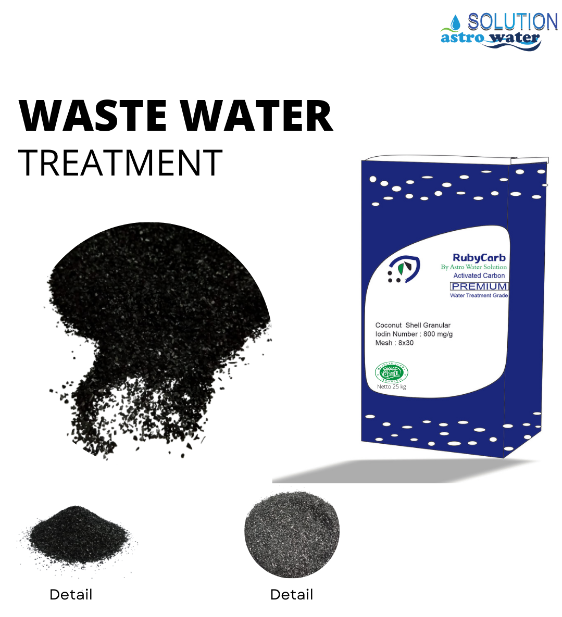 SOLUTION
astro water
WASTE WATER
TREATMENT
RubyCarb
By Astro Water Solution
Activated Carbon
PREMIUM
Water Treatment Grade
Coconut Shell Granular
Iodin Number : 800 mg/g
Mesh : 8x30
Netto 25 kg
Detail
Detail